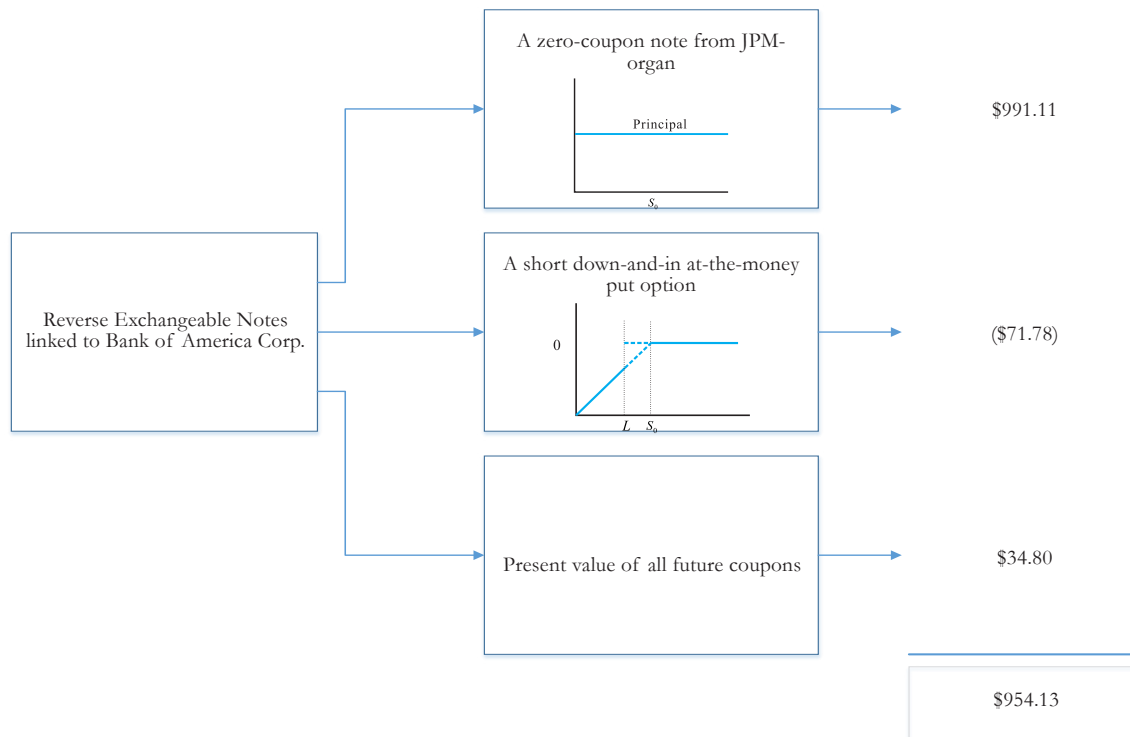 A zero-coupon note from JPM-
organ
Principal
S₀
$991.11
Reverse Exchangeable Notes
linked to Bank of America Corp.
A short down-and-in at-the-money
put option
0
L S₀
($71.78)
Present value of all future coupons
$34.80
$954.13